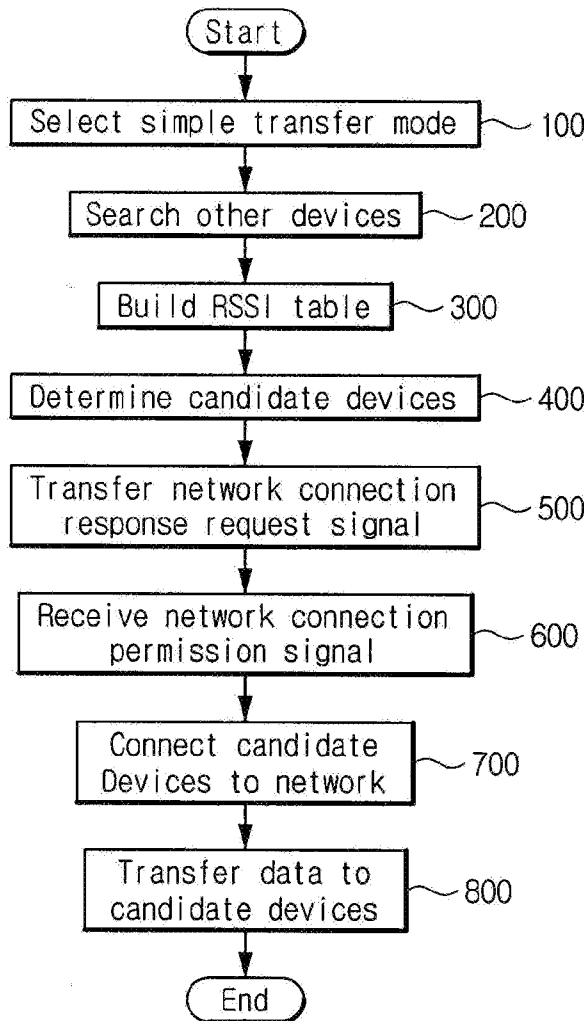 Start
Select simple transfer mode
100
Search other devices
200
Build RSSI table
300
Determine candidate devices
400
Transfer network connection
response request signal
500
Receive network connection
permission signal
600
Connect candidate
Devices to network
700
Transfer data to
candidate devices
800
End